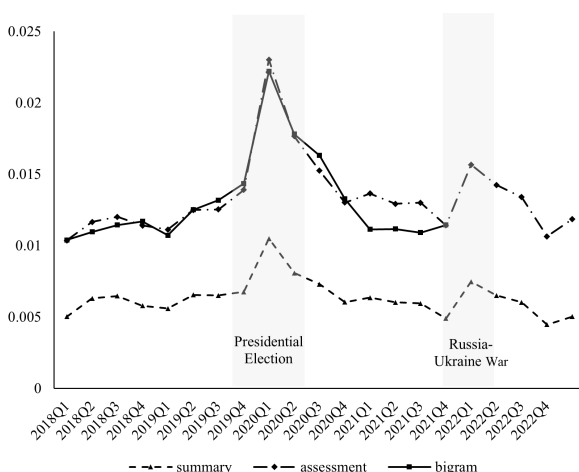 0.025
0.02
0.015
0.01
0.005
0
Presidential
Election
Russia-
Ukraine War
2018Q1
2018Q2
2018Q3
2018Q4
2019Q1
2019Q2
2019Q3
2019Q4
2020Q1
2020Q2
2020Q3
2020Q4
2021Q1
2021Q2
2021Q3
2021Q4
2022Q1
2022Q2
2022Q3
2022Q4
summary assessment bigram